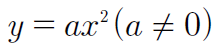 y = ax²(a ≠ 0)